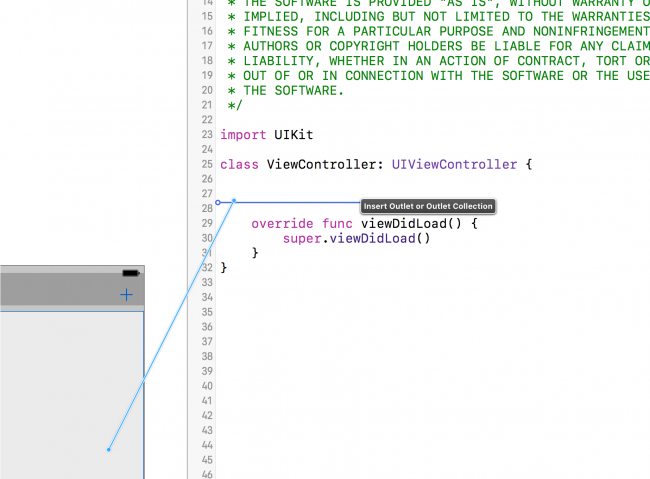 14 * THE SOFTWARE IS PROVIDED "AS IS", WITHOUT WARRANTY O
15 * IMPLIED, INCLUDING BUT NOT LIMITED TO THE WARRANTIES
16 * FITNESS FOR A PARTICULAR PURPOSE AND NONINFRINGEMENT
17 * AUTHORS OR COPYRIGHT HOLDERS BE LIABLE FOR ANY CLAIM
18 * LIABILITY, WHETHER IN AN ACTION OF CONTRACT, TORT OR
19 * OUT OF OR IN CONNECTION WITH THE SOFTWARE OR THE USE
20 * THE SOFTWARE.
21 */
22
23 import UIKit
24
25 class ViewController: UIViewController {
26
27
Insert Outlet or Outlet Collection
28
29 override func viewDidLoad() {
30 super.viewDidLoad()
31 }
32 }
33
34
35
36
37
38
39
40
41
42
43
44
45
46